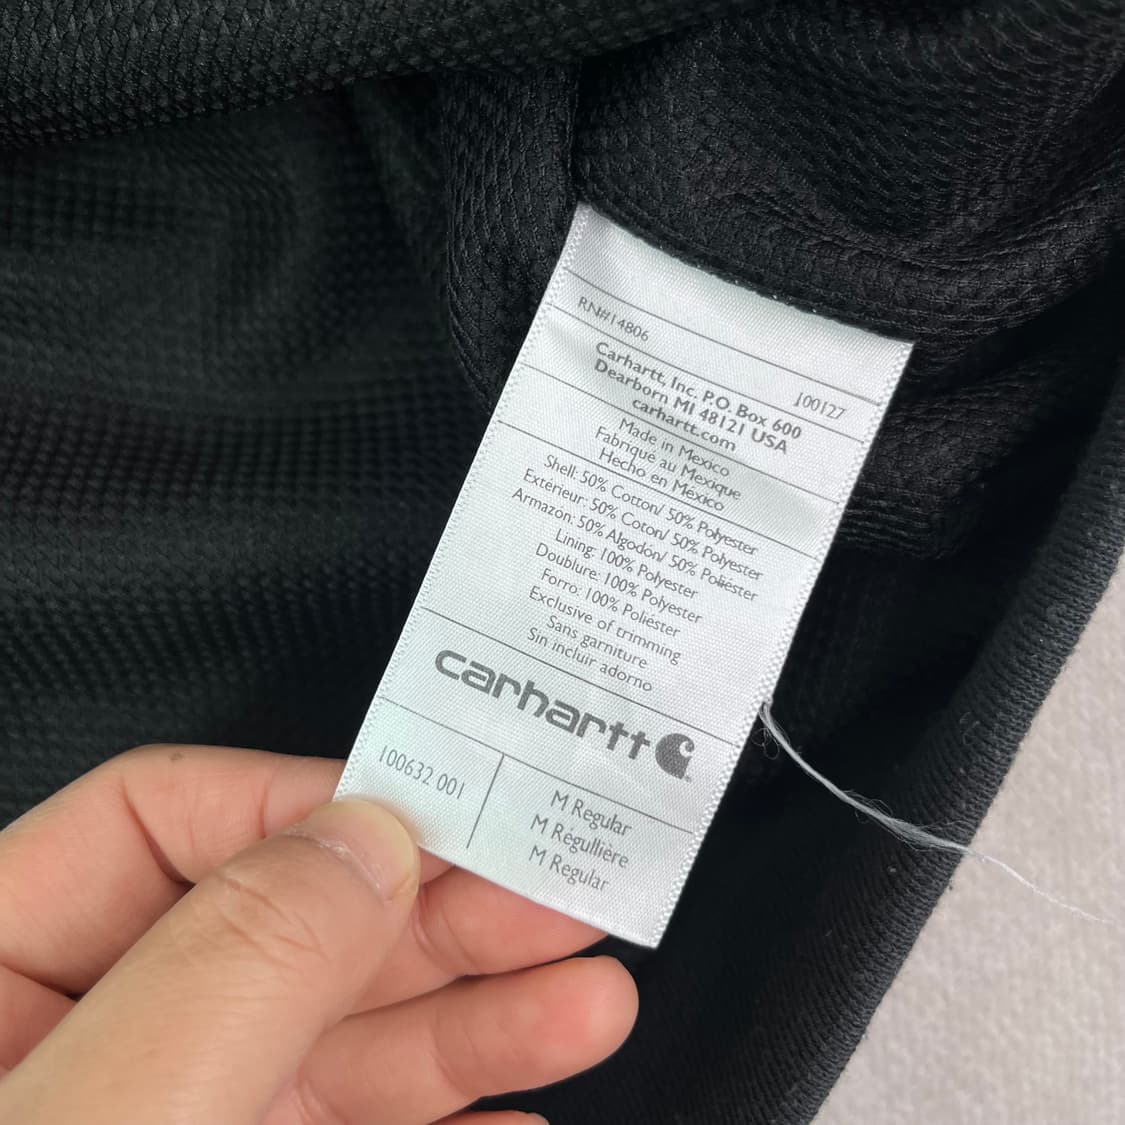 RN#14806
100127
Carhartt, Inc. P.O. Box 600
Dearborn MI 48121 USA
carhartt.com
Made in Mexico
Fabriqué au Mexique
Hecho en México
Shell: 50% Cotton/ 50% Polyester
Extérieur: 50% Coton/ 50% Polyester
Armazon: 50% Algodón/ 50% Poliéster
Lining: 100% Polyester
Doublure: 100% Polyester
Forro: 100% Poliéster
Exclusive of trimming
Sans garniture
Sin incluir adorno
carhartt
100632 001
M Regular
M Régullière
M Regular